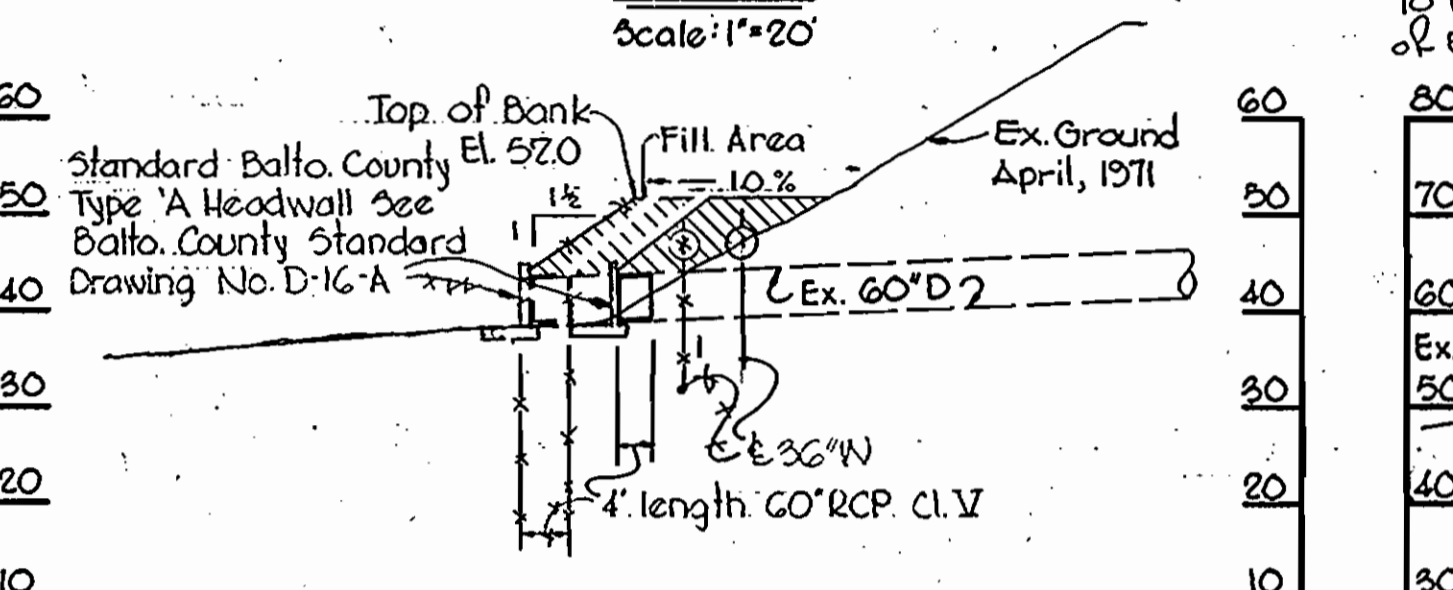 Scale: 1"=20'
10
of
60
50
40
30
20
10
Top of Bank
El. 52.0
Fill Area
10%
Standard Balto. County
Type 'A Headwall See
Balto. County Standard
Drawing No. D-16-A
1 1½
Ex. Ground
April, 1971
Ex. 60"D
1
℄ ℄ 36"W
4' length 60" RCP. Cl. V
60
50
40
30
20
10
80
70
60
Ex
50
40
30